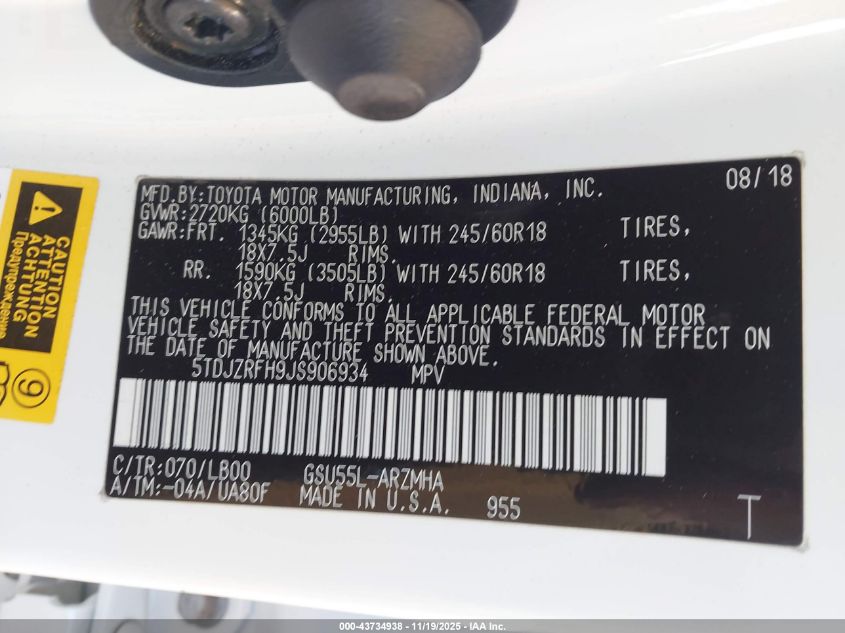 MFD.BY:TOYOTA MOTOR MANUFACTURING, INDIANA, INC. 08/18
GVWR:2720KG (6000LB)
GAWR:FRT. 1345KG (2955LB) WITH 245/60R18 TIRES,
18X7.5J RIMS.
RR. 1590KG (3505LB) WITH 245/60R18 TIRES,
18X7.5J RIMS.
THIS VEHICLE CONFORMS TO ALL APPLICABLE FEDERAL MOTOR
VEHICLE SAFETY AND THEFT PREVENTION STANDARDS IN EFFECT ON
THE DATE OF MANUFACTURE SHOWN ABOVE.
5TDJZRFH9JS906934 MPV
C/TR:070/LB00 GSU55L-ARZMHA
A/TM:-04A/UA80F MADE IN U.S.A. 955 T
CAUTION
ATTENTION
ACHTUNG
Предупреждение
9
000-43734938 - 11/19/2025 - IAA Inc.